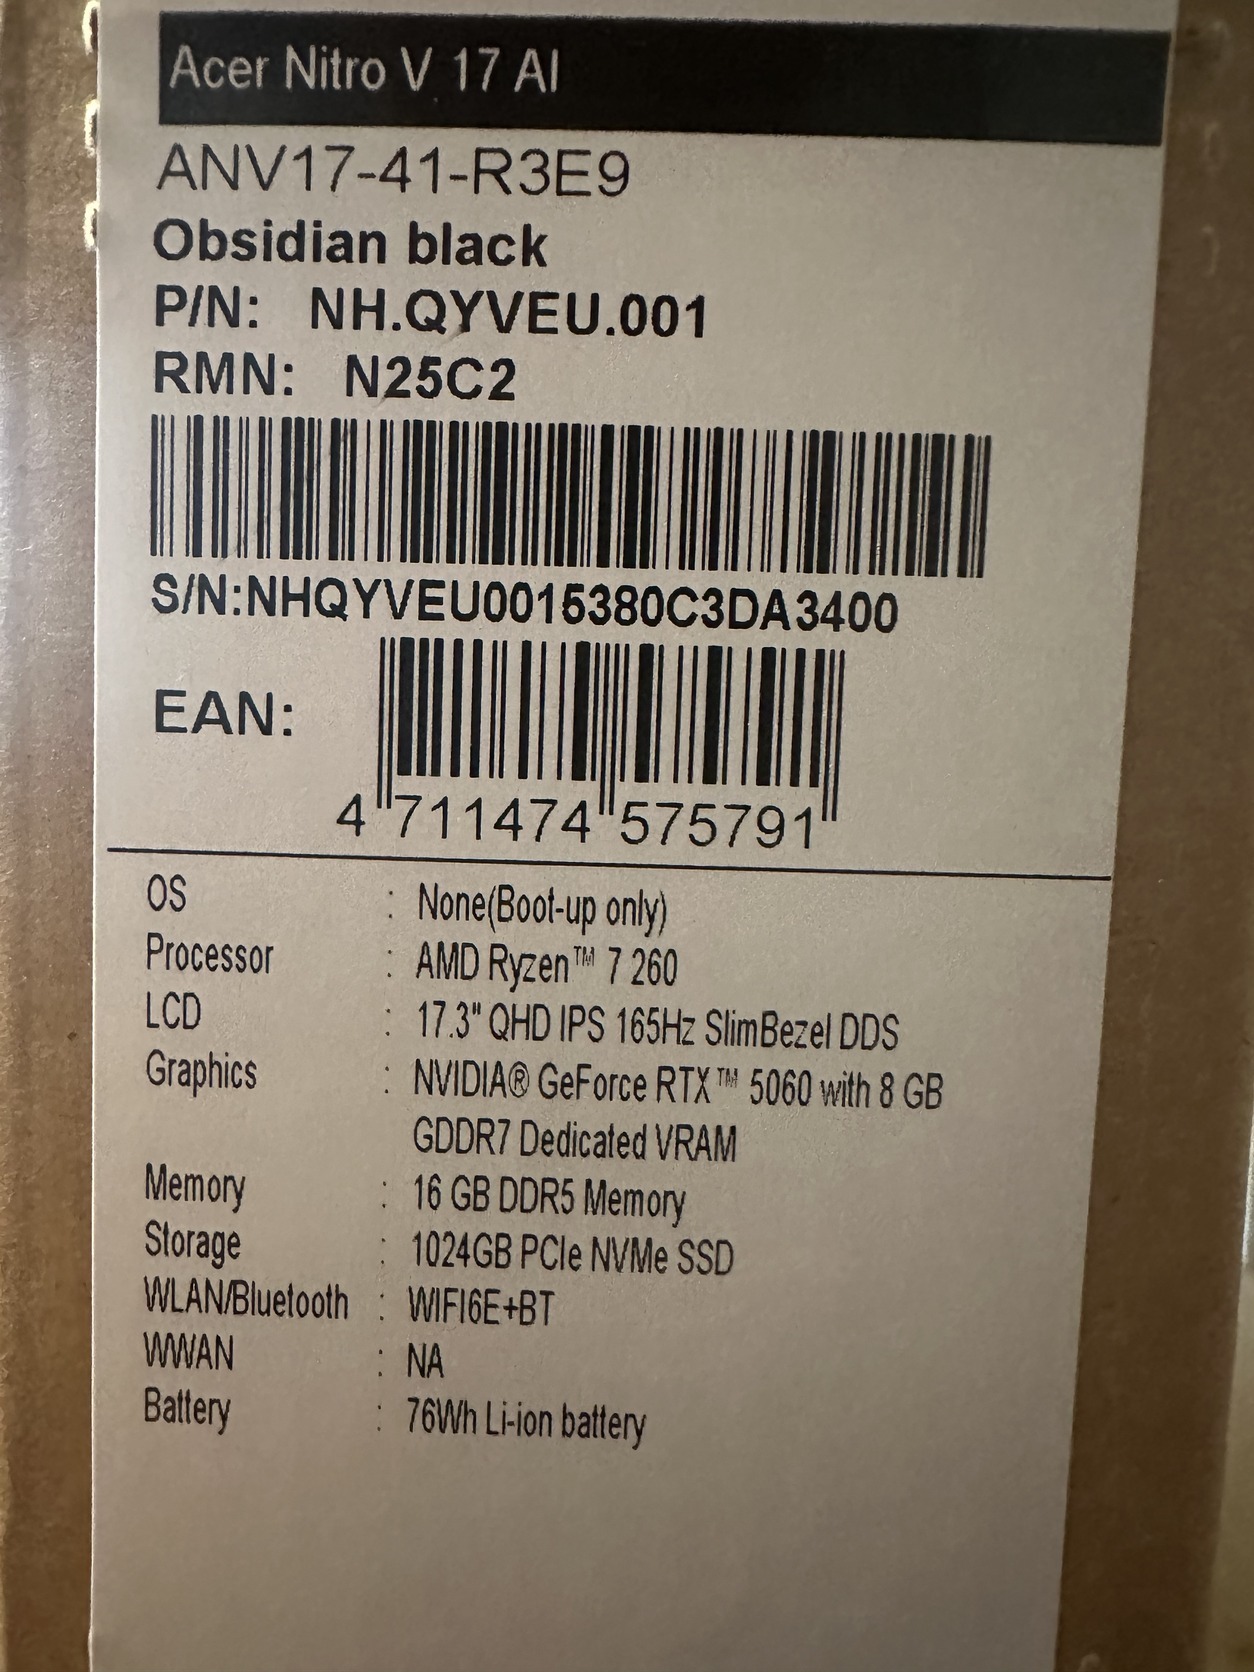 Acer Nitro V 17 AI
ANV17-41-R3E9
Obsidian black
P/N: NH.QYVEU.001
RMN: N25C2
S/N:NHQYVEU0015380C3DA3400
EAN:
4 711474 575791
OS : None(Boot-up only)
Processor : AMD Ryzen™ 7 260
LCD : 17.3" QHD IPS 165Hz SlimBezel DDS
Graphics : NVIDIA® GeForce RTX™ 5060 with 8 GB
GDDR7 Dedicated VRAM
Memory : 16 GB DDR5 Memory
Storage : 1024GB PCIe NVMe SSD
WLAN/Bluetooth : WIFI6E+BT
WWAN : NA
Battery : 76Wh Li-ion battery